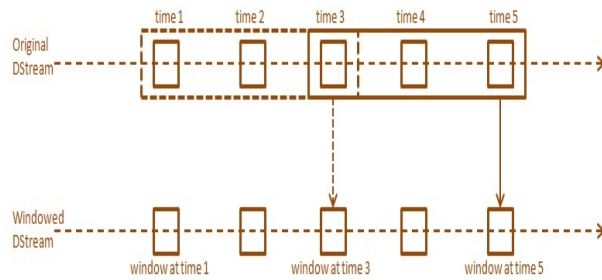 time 1 time 2 time 3 time 4 time 5
Original
DStream
Windowed
DStream
window at time 1 window at time 3 window at time 5